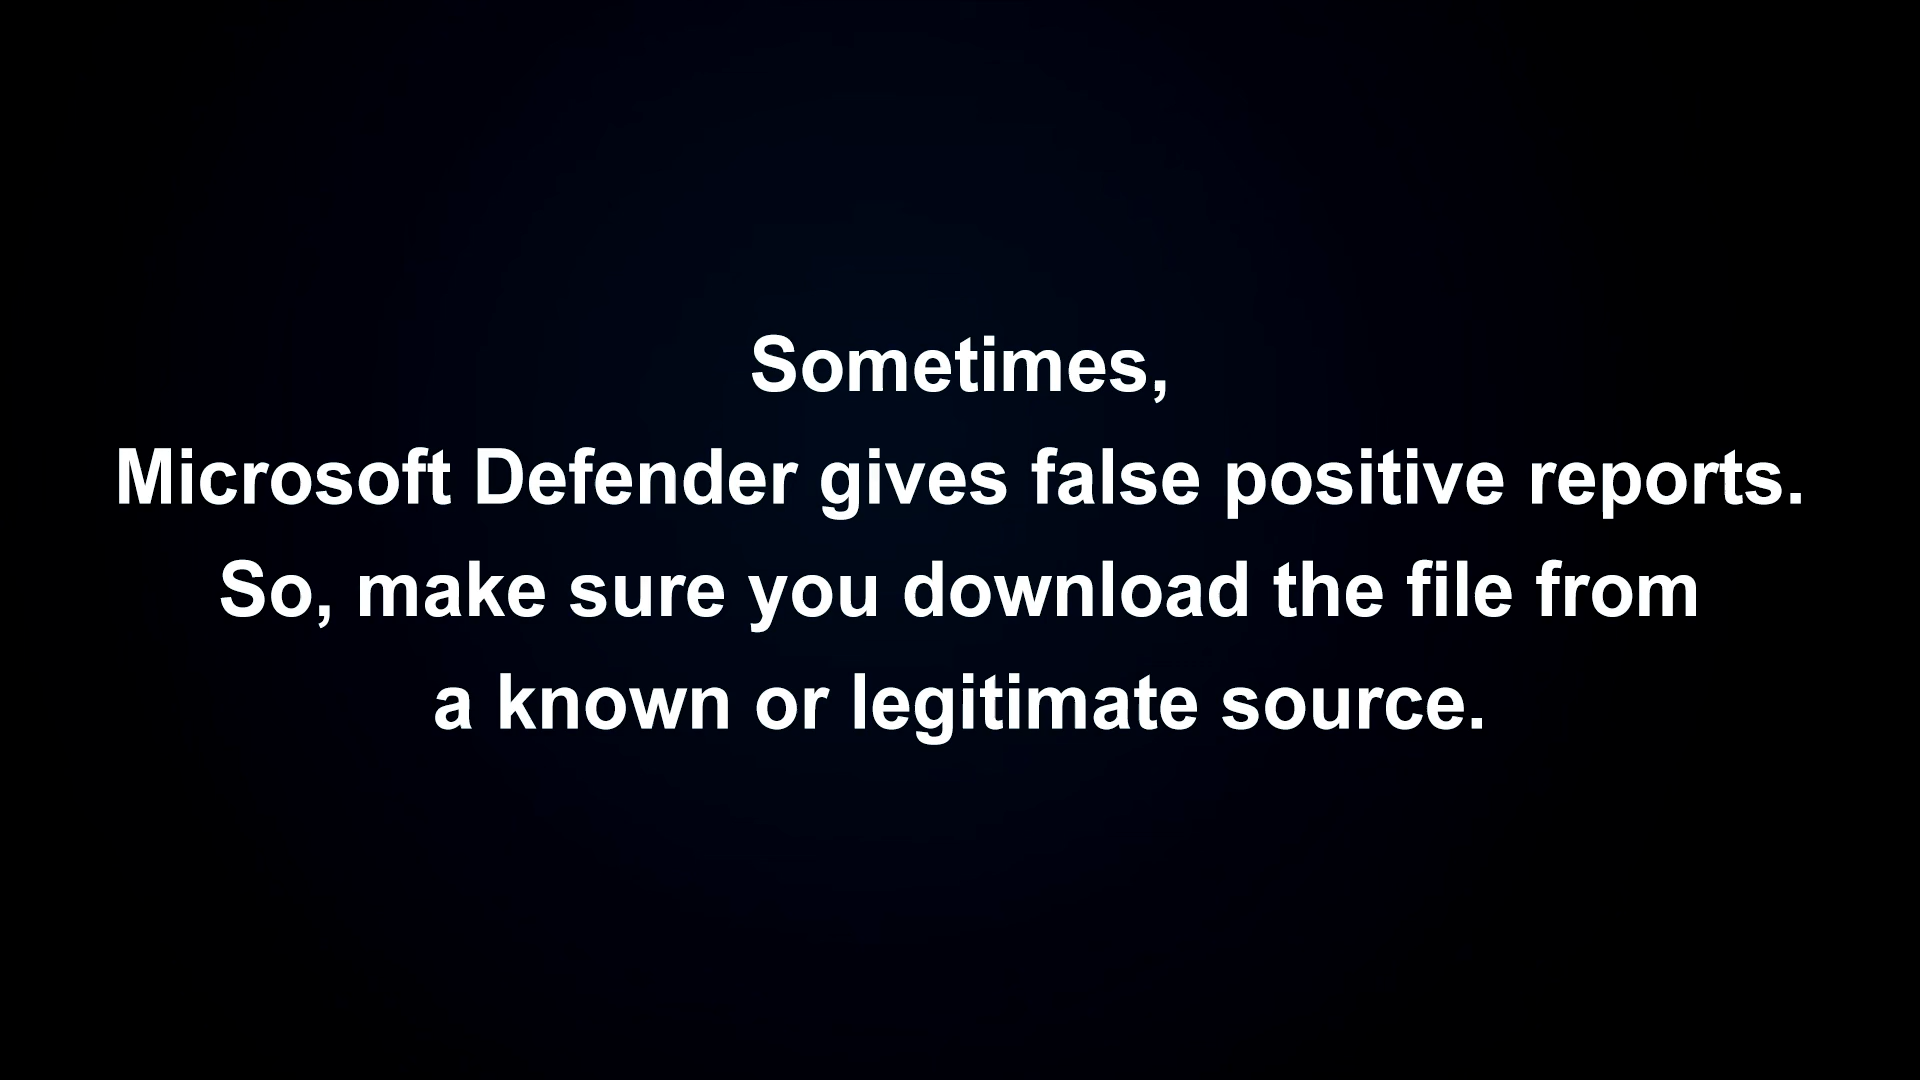 Sometimes,
Microsoft Defender gives false positive reports.
So, make sure you download the file from
a known or legitimate source.